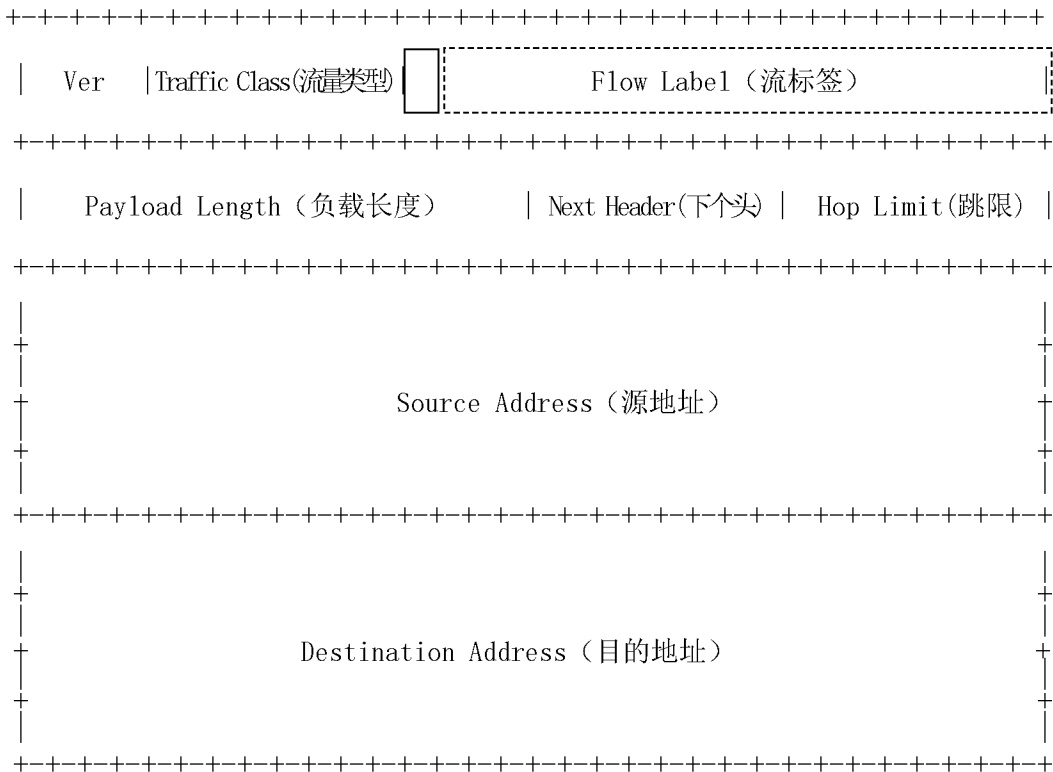 +-+-+-+-+-+-+-+-+-+-+-+-+-+-+-+-+-+-+-+-+-+-+-+-+-+-+-+-+-+-+-+-+
| Ver |Traffic Class(流量类型)| Flow Label（流标签） |
+-+-+-+-+-+-+-+-+-+-+-+-+-+-+-+-+-+-+-+-+-+-+-+-+-+-+-+-+-+-+-+-+
| Payload Length（负载长度） | Next Header(下个头) | Hop Limit(跳限) |
+-+-+-+-+-+-+-+-+-+-+-+-+-+-+-+-+-+-+-+-+-+-+-+-+-+-+-+-+-+-+-+-+
Source Address（源地址）
+-+-+-+-+-+-+-+-+-+-+-+-+-+-+-+-+-+-+-+-+-+-+-+-+-+-+-+-+-+-+-+-+
Destination Address（目的地址）
+-+-+-+-+-+-+-+-+-+-+-+-+-+-+-+-+-+-+-+-+-+-+-+-+-+-+-+-+-+-+-+-+